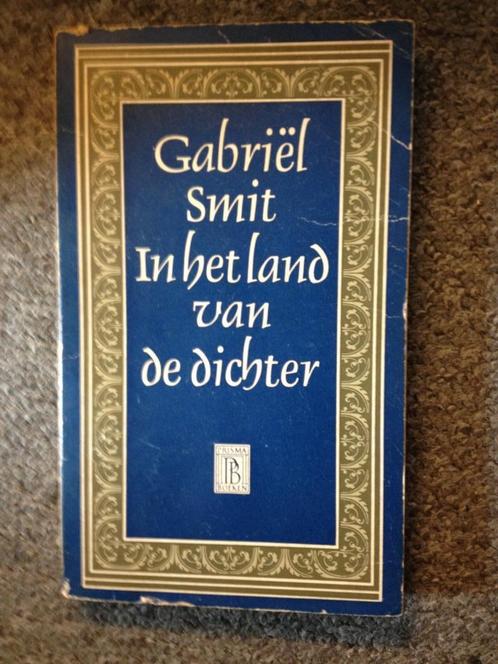 Gabriël
Smit
In het land
van
de dichter
PRISMA
PB
BOEKEN